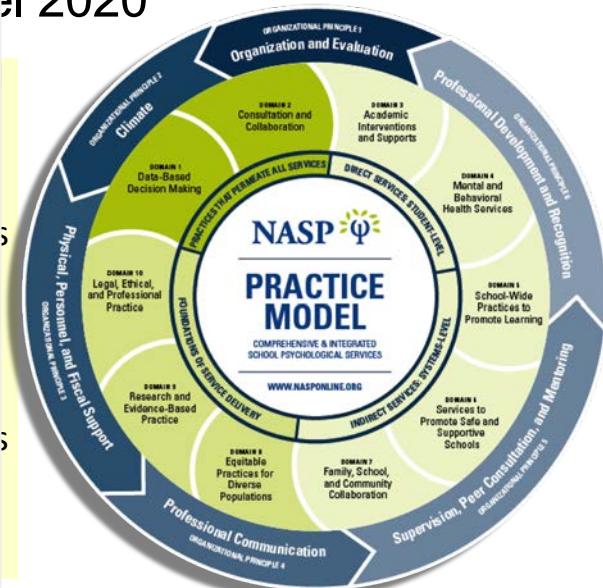 el 2020
s
s
ORGANIZATIONAL PRINCIPLE 1
Organization and Evaluation
ORGANIZATIONAL PRINCIPLE 2
Climate
Physical, Personnel, and Fiscal Support
ORGANIZATIONAL PRINCIPLE 3
Professional Communication
ORGANIZATIONAL PRINCIPLE 4
Supervision, Peer Consultation, and Mentoring
ORGANIZATIONAL PRINCIPLE 5
Professional Development and Recognition
ORGANIZATIONAL PRINCIPLE 6
DOMAIN 1
Data-Based
Decision Making
DOMAIN 2
Consultation and
Collaboration
DOMAIN 3
Academic
Interventions
and Supports
DOMAIN 4
Mental and
Behavioral
Health Services
DOMAIN 5
School-Wide
Practices to
Promote Learning
DOMAIN 6
Services to
Promote Safe and
Supportive
Schools
DOMAIN 7
Family, School,
and Community
Collaboration
DOMAIN 8
Equitable
Practices for
Diverse
Populations
DOMAIN 9
Research and
Evidence-Based
Practice
DOMAIN 10
Legal, Ethical,
and Professional
Practice
PRACTICES THAT PERMEATE ALL SERVICES
DIRECT SERVICES: STUDENT-LEVEL
INDIRECT SERVICES: SYSTEMS-LEVEL
FOUNDATIONS OF SERVICE DELIVERY
NASP
PRACTICE
MODEL
COMPREHENSIVE & INTEGRATED
SCHOOL PSYCHOLOGICAL SERVICES
WWW.NASPONLINE.ORG